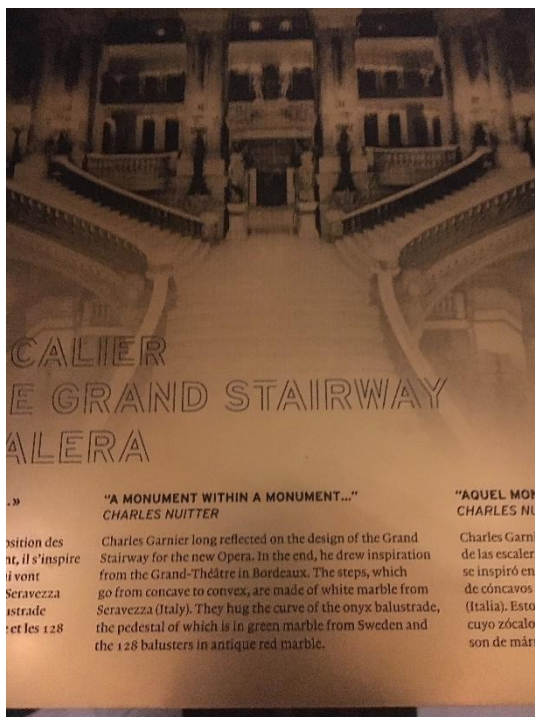 CALIER
E GRAND STAIRWAY
ALERA
.»
position des
nt, il s'inspire
i vont
Seravezza
ustrade
et les 128
"A MONUMENT WITHIN A MONUMENT..."
CHARLES NUITTER
Charles Garnier long reflected on the design of the Grand
Stairway for the new Opera. In the end, he drew inspiration
from the Grand-Théâtre in Bordeaux. The steps, which
go from concave to convex, are made of white marble from
Seravezza (Italy). They hug the curve of the onyx balustrade,
the pedestal of which is in green marble from Sweden and
the 128 balusters in antique red marble.
"AQUEL MON
CHARLES NU
Charles Garni
de las escaler
se inspiró en
de cóncavos
(Italia). Esto
cuyo zócalo
son de márm